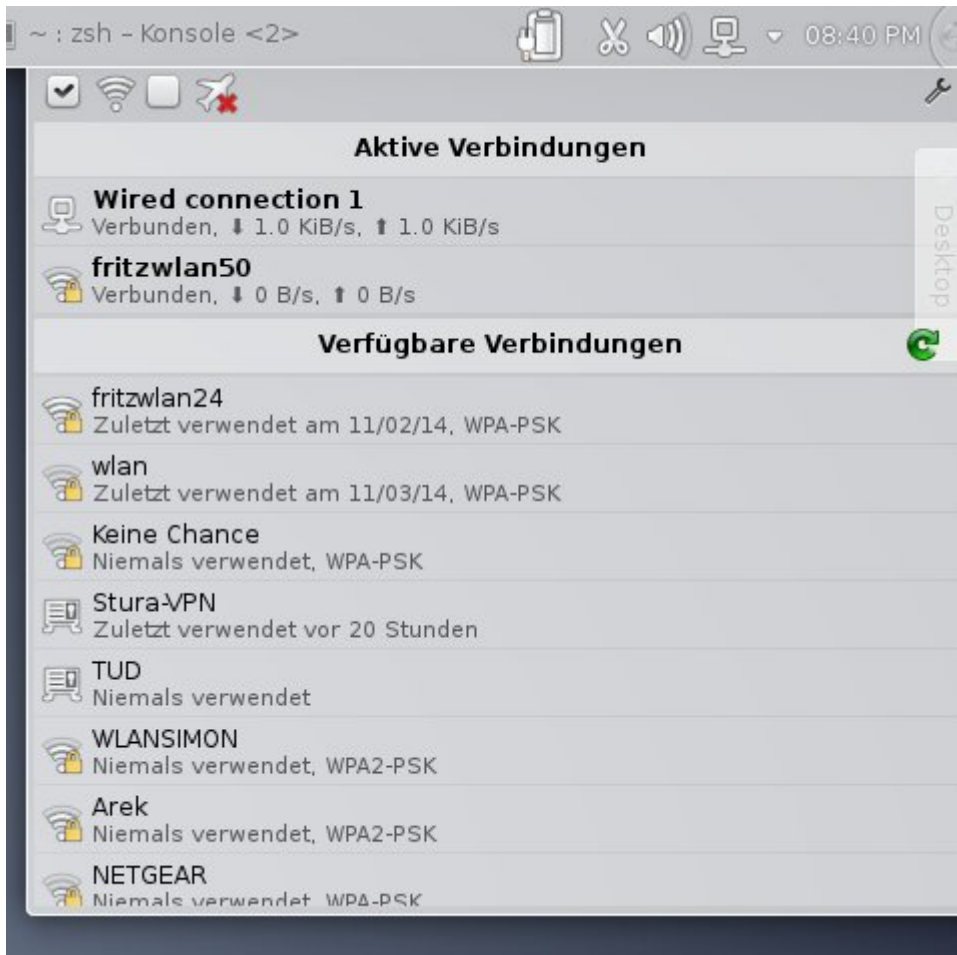 ~ : zsh – Konsole <2>
08:40 PM
Aktive Verbindungen
Wired connection 1
Verbunden, ⬇ 1.0 KiB/s, ⬆ 1.0 KiB/s
Desktop
fritzwlan50
Verbunden, ⬇ 0 B/s, ⬆ 0 B/s
Verfügbare Verbindungen
fritzwlan24
Zuletzt verwendet am 11/02/14, WPA-PSK
wlan
Zuletzt verwendet am 11/03/14, WPA-PSK
Keine Chance
Niemals verwendet, WPA-PSK
Stura-VPN
Zuletzt verwendet vor 20 Stunden
TUD
Niemals verwendet
WLANSIMON
Niemals verwendet, WPA2-PSK
Arek
Niemals verwendet, WPA2-PSK
NETGEAR
Niemals verwendet, WPA-PSK